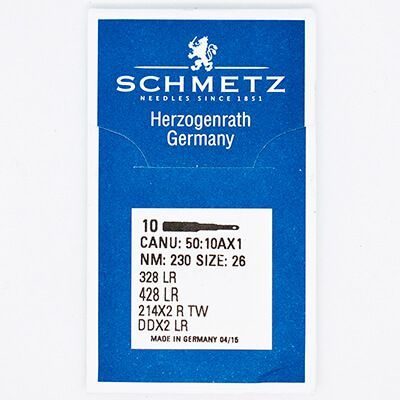 SCHMETZ
NEEDLES SINCE 1851
Herzogenrath
Germany
10
CANU: 50:10AX1
NM: 230 SIZE: 26
328 LR
428 LR
214X2 R TW
DDX2 LR
MADE IN GERMANY 04/15